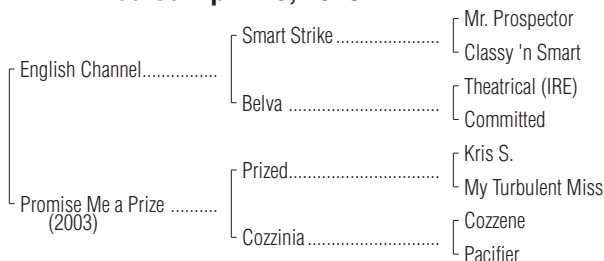 Mr. Prospector
Smart Strike ....................
Classy 'n Smart
English Channel...............
Theatrical (IRE)
Belva .............................
Committed
Kris S.
Prized.............................
My Turbulent Miss
Promise Me a Prize ..........
(2003)
Cozzene
Cozzinia .........................
Pacifier